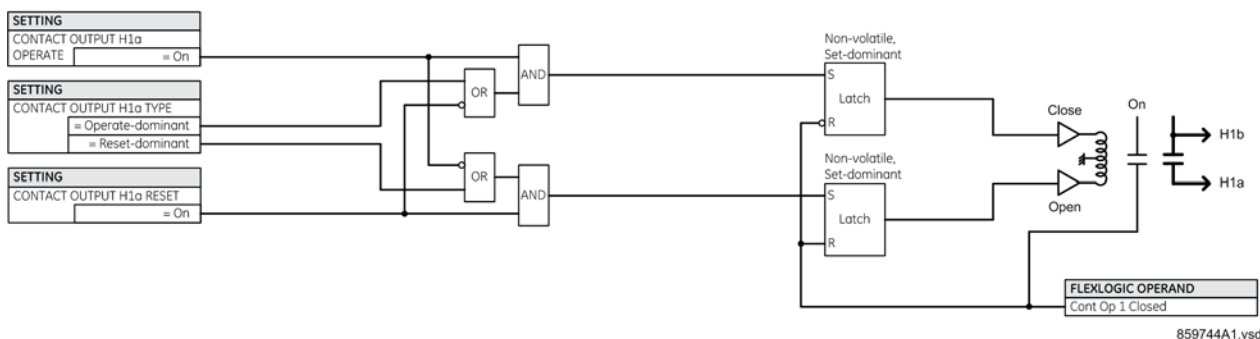 SETTING
CONTACT OUTPUT H1a
OPERATE = On
SETTING
CONTACT OUTPUT H1a TYPE
= Operate-dominant
= Reset-dominant
SETTING
CONTACT OUTPUT H1a RESET
= On
OR
AND
OR
AND
Non-volatile,
Set-dominant
S
Latch
R
Non-volatile,
Set-dominant
S
Latch
R
Close
Open
On
H1b
H1a
FLEXLOGIC OPERAND
Cont Op 1 Closed
859744A1.vsd